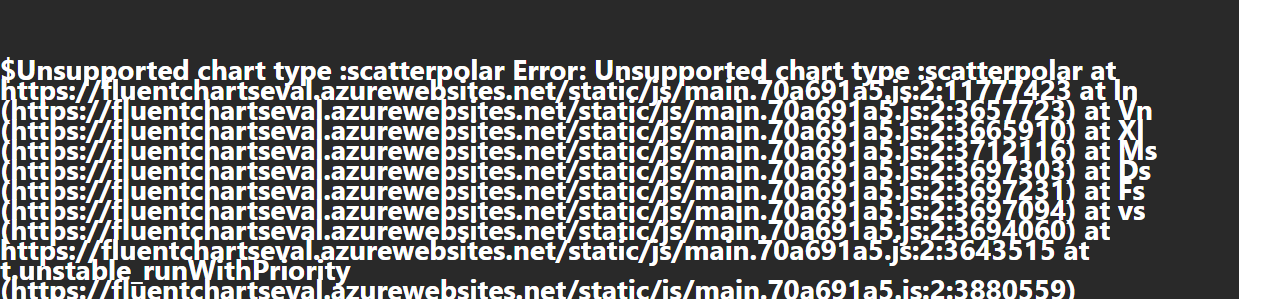 $Unsupported chart type :scatterpolar Error: Unsupported chart type :scatterpolar at
https://fluentchartseval.azurewebsites.net/static/js/main.70a691a5.js:2:11777423 at In
(https://fluentchartseval.azurewebsites.net/static/js/main.70a691a5.js:2:3657723) at Vn
(https://fluentchartseval.azurewebsites.net/static/js/main.70a691a5.js:2:3665910) at Xl
(https://fluentchartseval.azurewebsites.net/static/js/main.70a691a5.js:2:3712116) at Ms
(https://fluentchartseval.azurewebsites.net/static/js/main.70a691a5.js:2:3697303) at Ds
(https://fluentchartseval.azurewebsites.net/static/js/main.70a691a5.js:2:3697231) at Fs
(https://fluentchartseval.azurewebsites.net/static/js/main.70a691a5.js:2:3697094) at vs
(https://fluentchartseval.azurewebsites.net/static/js/main.70a691a5.js:2:3694060) at
https://fluentchartseval.azurewebsites.net/static/js/main.70a691a5.js:2:3643515 at
t.unstable_runWithPriority
(https://fluentchartseval.azurewebsites.net/static/js/main.70a691a5.js:2:3880559)